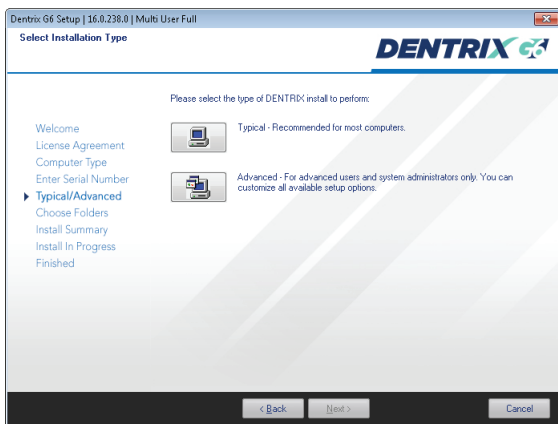 Dentrix G6 Setup | 16.0.238.0 | Multi User Full
Select Installation Type
DENTRIX G6
Please select the type of DENTRIX install to perform:
Typical - Recommended for most computers.
Advanced - For advanced users and system administrators only. You can
customize all available setup options.
Welcome
License Agreement
Computer Type
Enter Serial Number
Typical/Advanced
Choose Folders
Install Summary
Install In Progress
Finished
< Back
Next >
Cancel